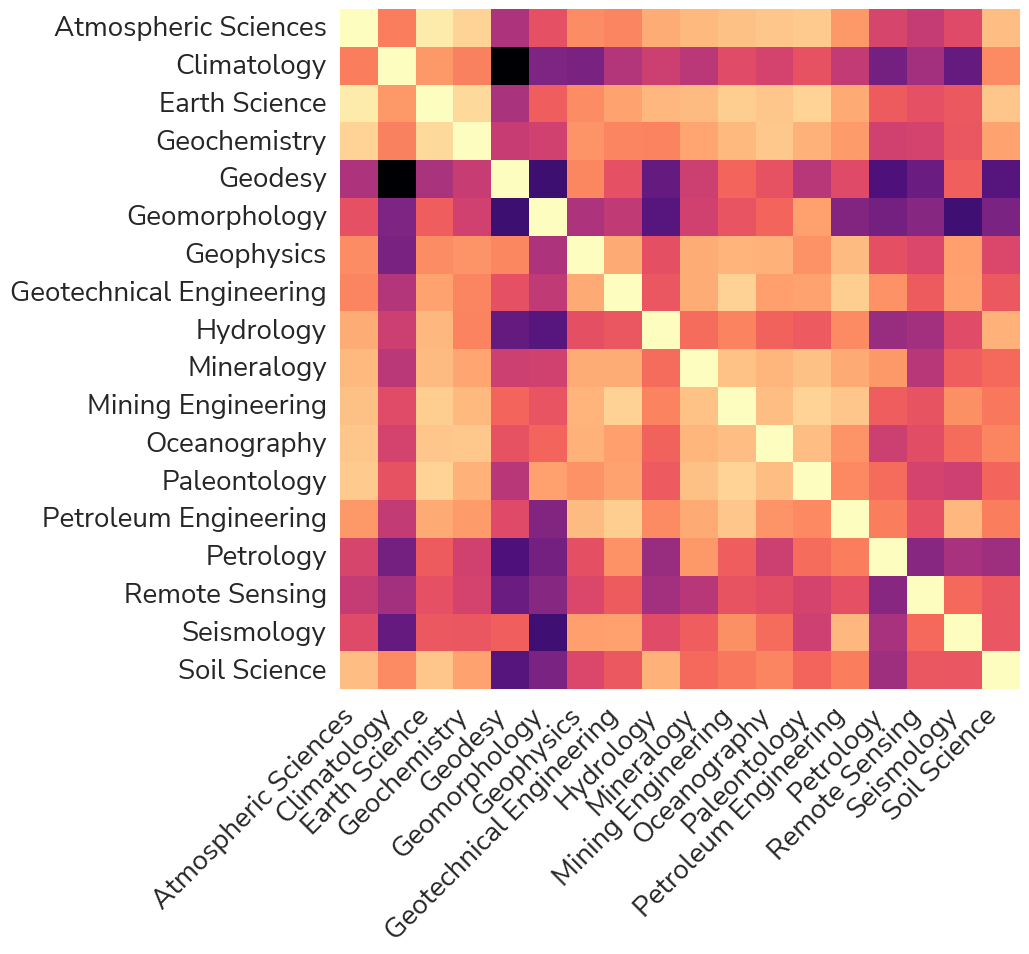 Atmospheric Sciences
Climatology
Earth Science
Geochemistry
Geodesy
Geomorphology
Geophysics
Geotechnical Engineering
Hydrology
Mineralogy
Mining Engineering
Oceanography
Paleontology
Petroleum Engineering
Petrology
Remote Sensing
Seismology
Soil Science
Atmospheric Sciences
Climatology
Earth Science
Geochemistry
Geodesy
Geomorphology
Geophysics
Geotechnical Engineering
Hydrology
Mineralogy
Mining Engineering
Oceanography
Paleontology
Petroleum Engineering
Petrology
Remote Sensing
Seismology
Soil Science